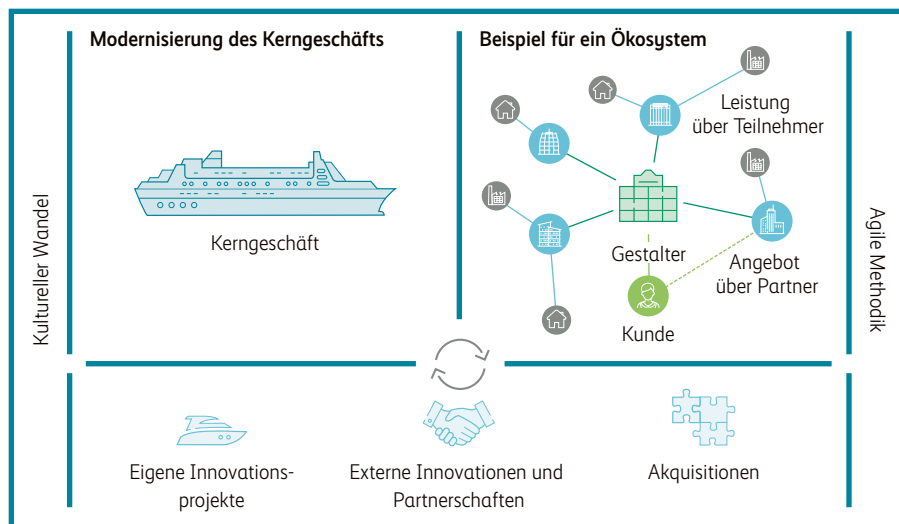 Modernisierung des Kerngeschäfts
Beispiel für ein Ökosystem
Kultureller Wandel
Kerngeschäft
Leistung
über Teilnehmer
Gestalter
Angebot
über Partner
Kunde
Agile Methodik
Eigene Innovations-
projekte
Externe Innovationen und
Partnerschaften
Akquisitionen